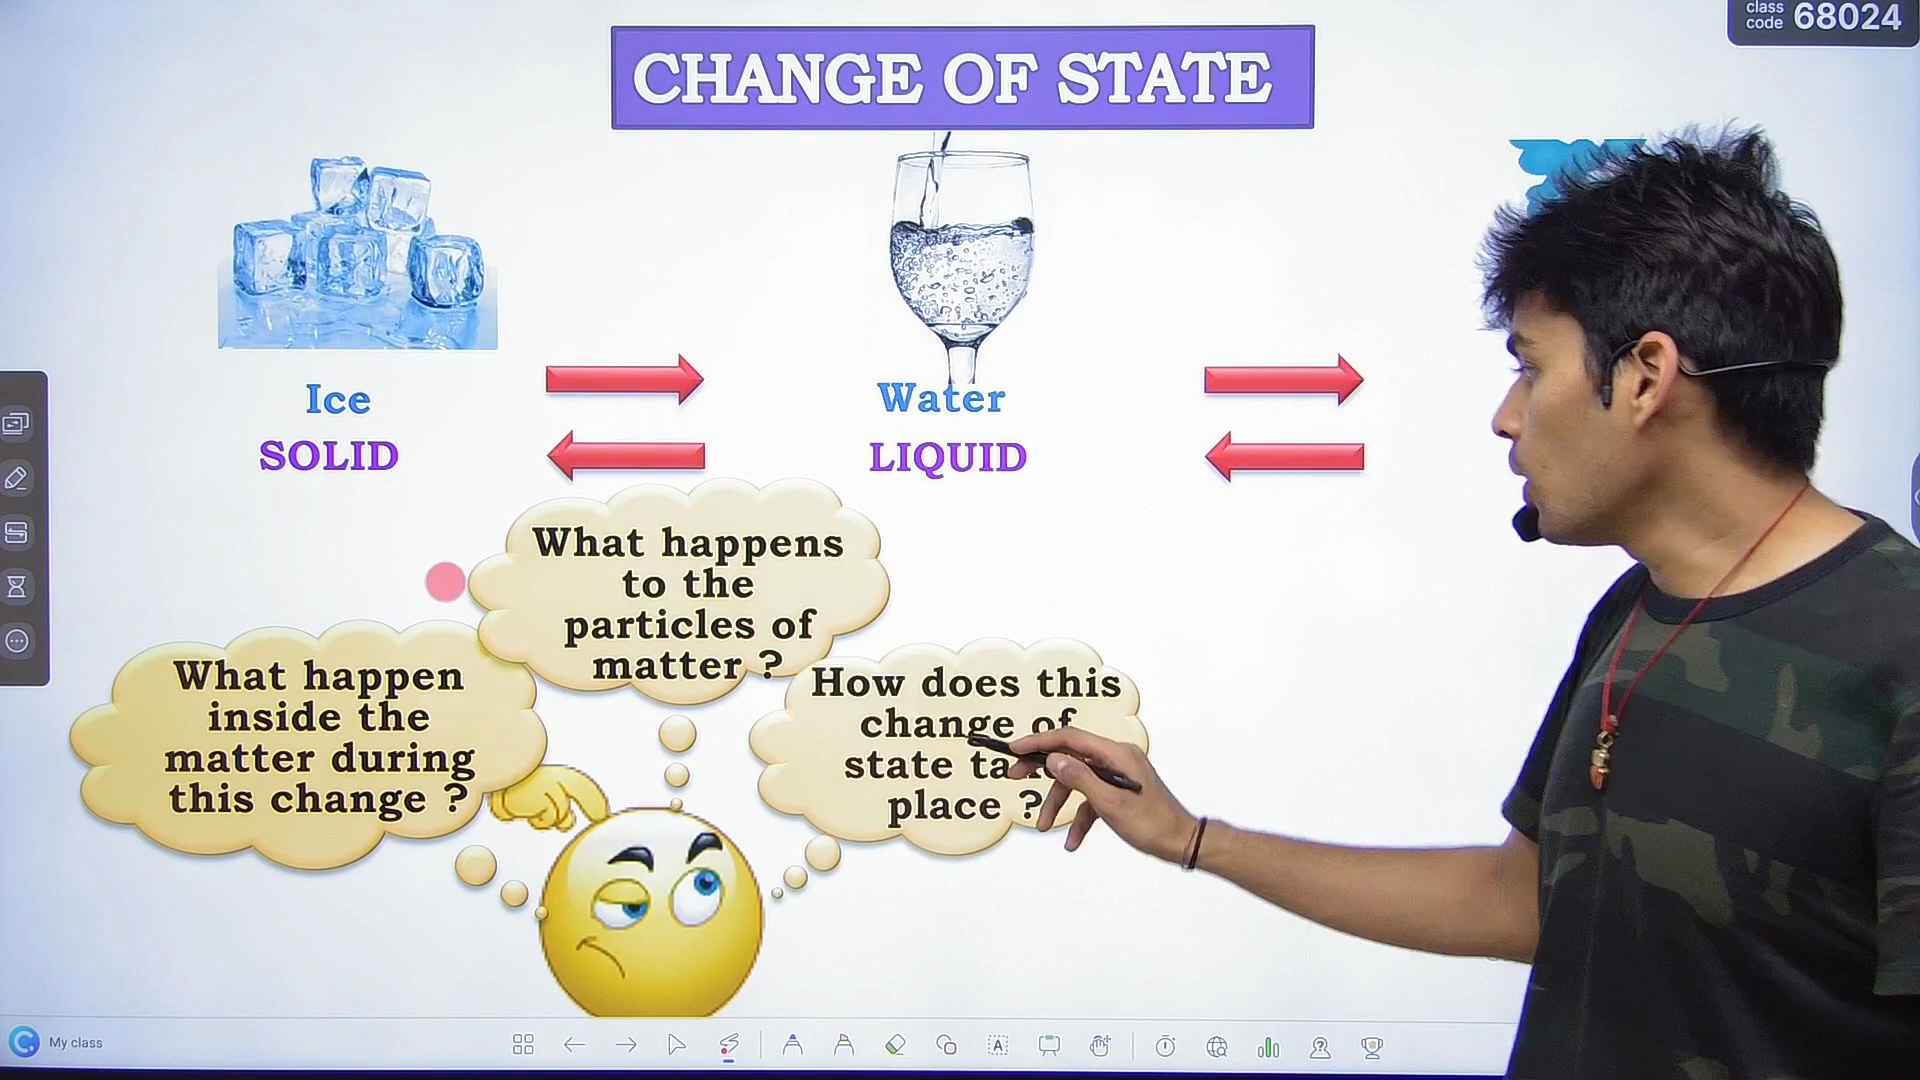 class
code 68024
CHANGE OF STATE
Ice
SOLID
Water
LIQUID
What happens
to the
particles of
matter ?
What happen
inside the
matter during
this change ?
How does this
change of
state
place ?
My class
A